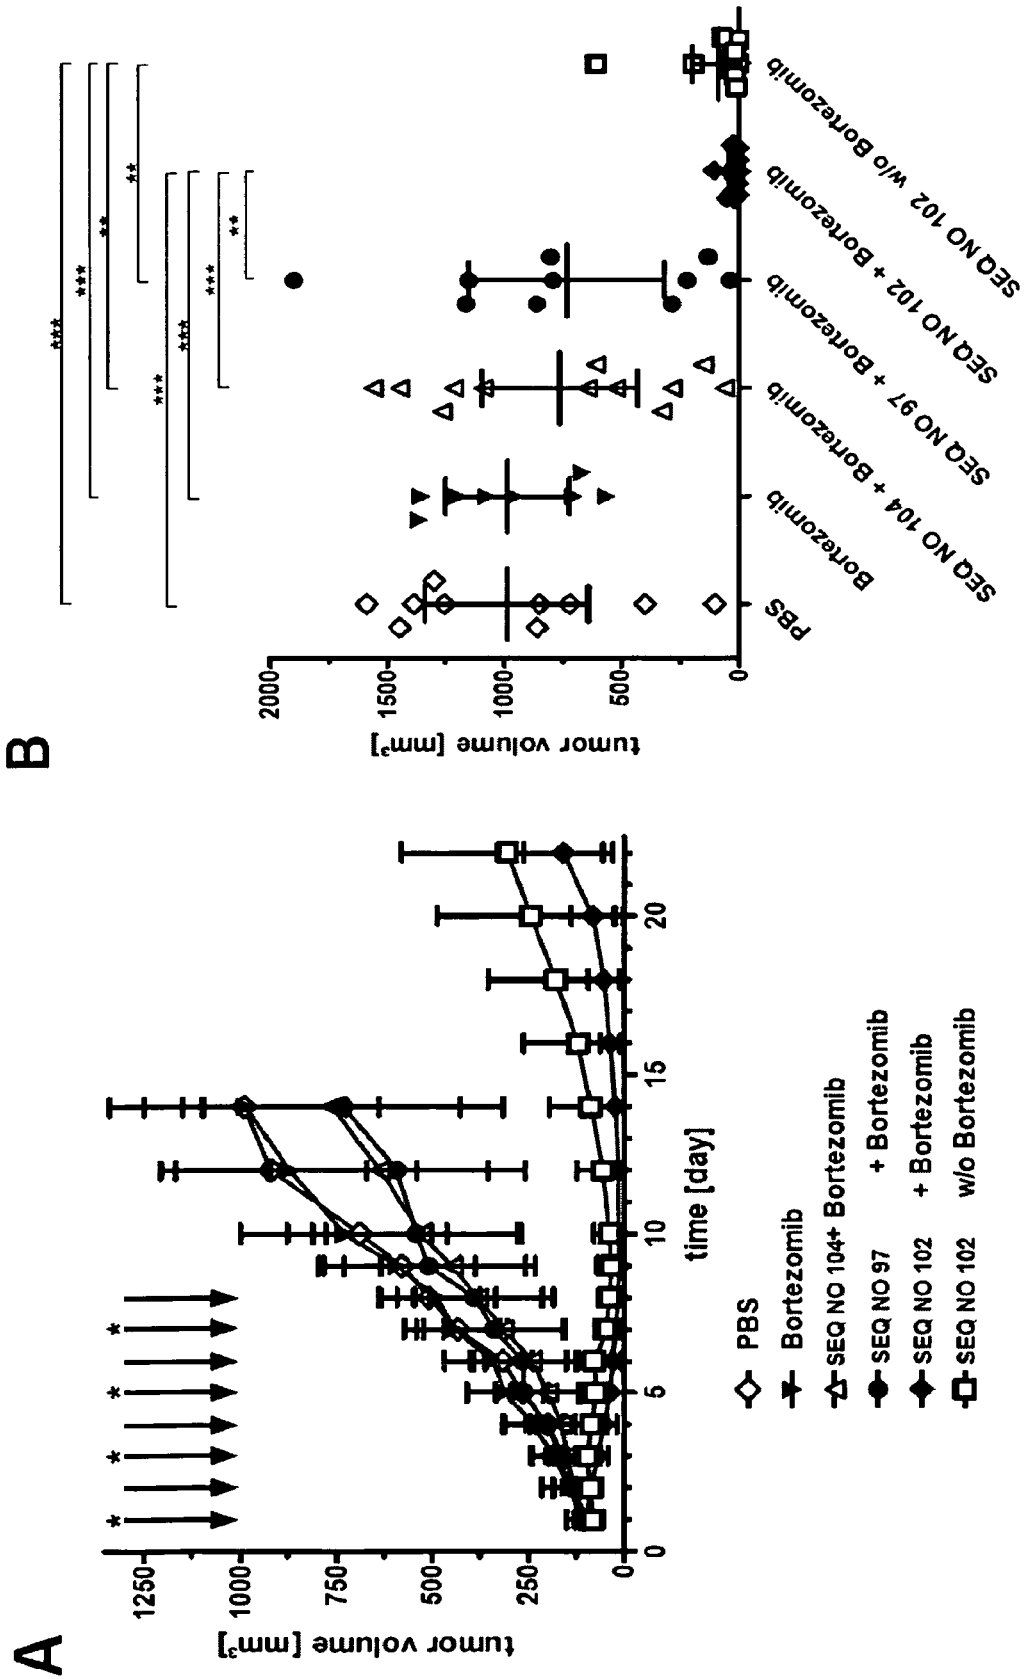 A
tumor volume [mm³]
1250
1000
750
500
250
0
* * * *
0 5 10 15 20
time [day]
PBS
Bortezomib
SEQ NO 104+ Bortezomib
SEQ NO 97 + Bortezomib
SEQ NO 102 + Bortezomib
SEQ NO 102 w/o Bortezomib
B
***
***
**
**
***
***
***
**
tumor volume [mm³]
2000
1500
1000
500
0
PBS
Bortezomib
SEQ NO 104 + Bortezomib
SEQ NO 97 + Bortezomib
SEQ NO 102 + Bortezomib
SEQ NO 102 w/o Bortezomib